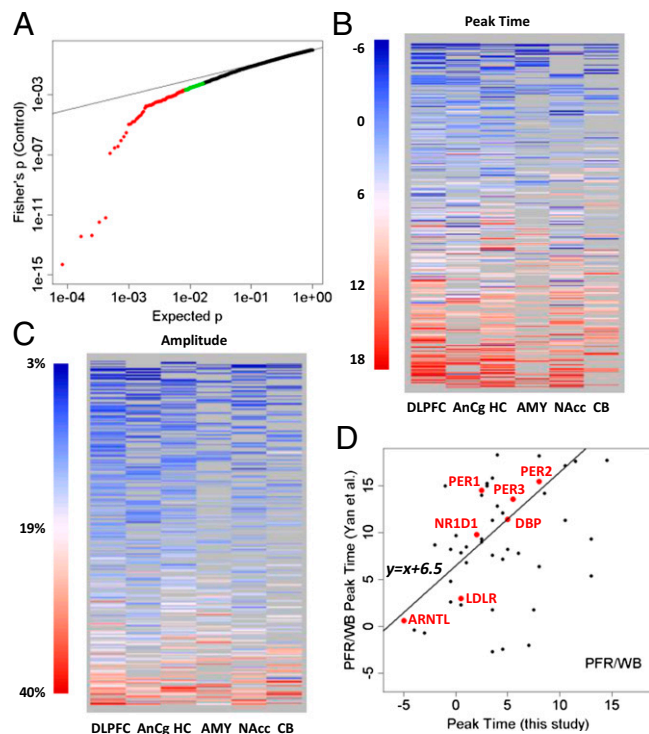 A
Fisher's p (Control)
1e-03
1e-07
1e-11
1e-15
1e-04 1e-03 1e-02 1e-01 1e+00
Expected p
B
Peak Time
-6
0
6
12
18
DLPFC AnCg HC AMY NAcc CB
C
Amplitude
3%
19%
40%
DLPFC AnCg HC AMY NAcc CB
D
PFR/WB Peak Time (Yan et al.)
15
10
5
0
-5
PER1
PER2
PER3
NR1D1
DBP
y=x+6.5
LDLR
ARNTL
PFR/WB
-5 0 5 10 15
Peak Time (this study)